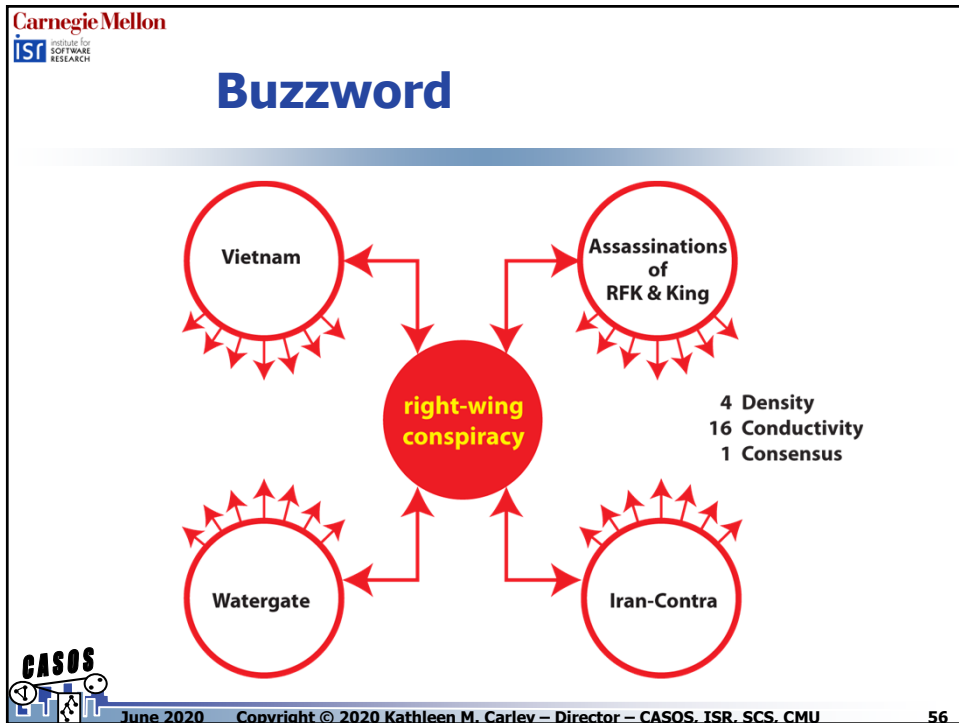 Carnegie Mellon
isr institute for
SOFTWARE
RESEARCH
Buzzword
Vietnam
Assassinations
of
RFK & King
right-wing
conspiracy
4 Density
16 Conductivity
1 Consensus
Watergate
Iran-Contra
CASOS
June 2020 Copyright © 2020 Kathleen M. Carley – Director – CASOS, ISR, SCS, CMU 56